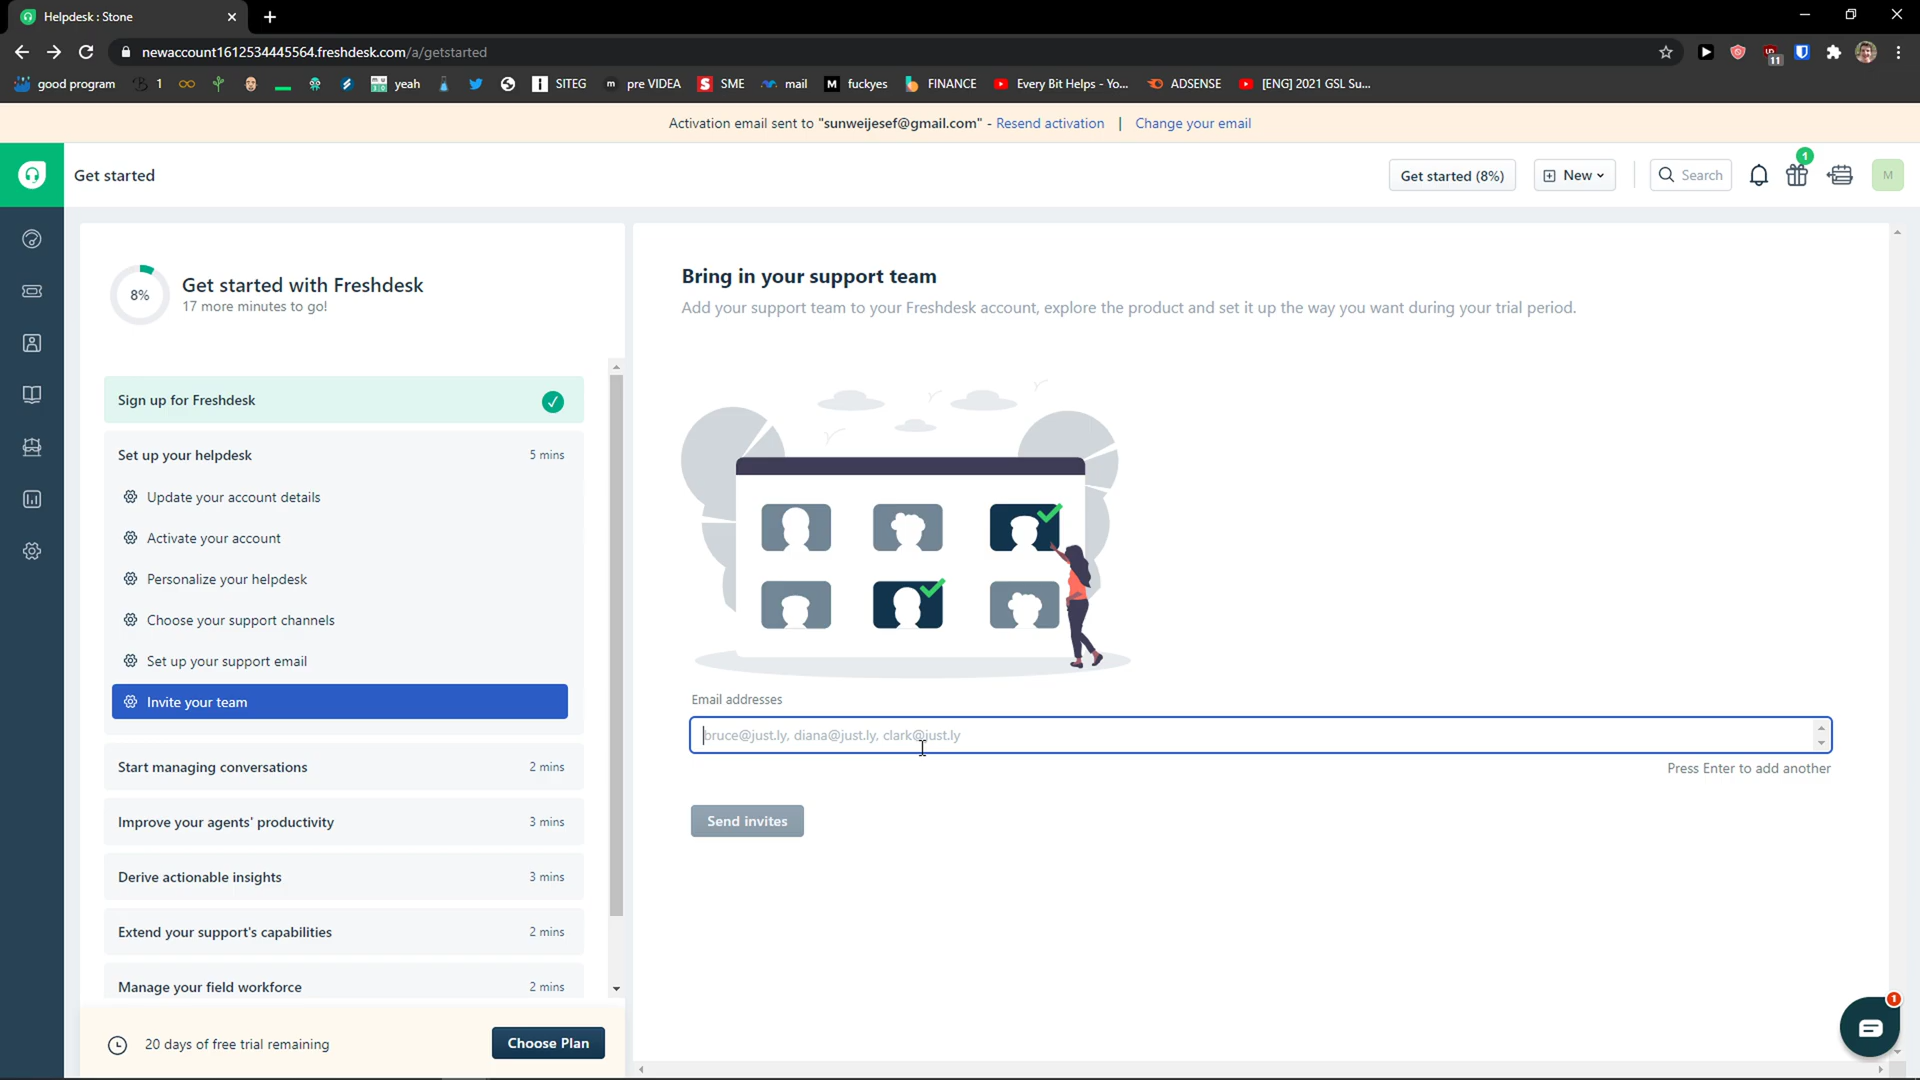 Helpdesk : Stone
newaccount1612534445564.freshdesk.com/a/getstarted
11
good program
1
yeah
SITEG
pre VIDEA
SME
mail
fuckyes
FINANCE
Every Bit Helps - Yo...
ADSENSE
[ENG] 2021 GSL Su...
Activation email sent to "sunweijesef@gmail.com" - Resend activation | Change your email
Get started
Get started (8%)
New
Search
1
M
8%
Get started with Freshdesk
17 more minutes to go!
Sign up for Freshdesk
Set up your helpdesk 5 mins
Update your account details
Activate your account
Personalize your helpdesk
Choose your support channels
Set up your support email
Invite your team
Start managing conversations 2 mins
Improve your agents' productivity 3 mins
Derive actionable insights 3 mins
Extend your support's capabilities 2 mins
Manage your field workforce 2 mins
20 days of free trial remaining
Choose Plan
Bring in your support team
Add your support team to your Freshdesk account, explore the product and set it up the way you want during your trial period.
Email addresses
bruce@just.ly, diana@just.ly, clark@just.ly
Press Enter to add another
Send invites
1